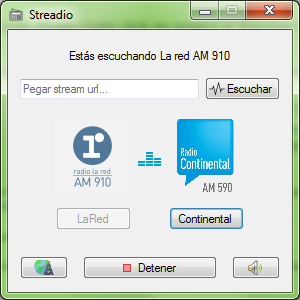 Streadio
Estás escuchando La red AM 910
Pegar stream url...
Escuchar
radio la red
AM 910
Radio
Continental
AM 590
LaRed
Continental
Detener